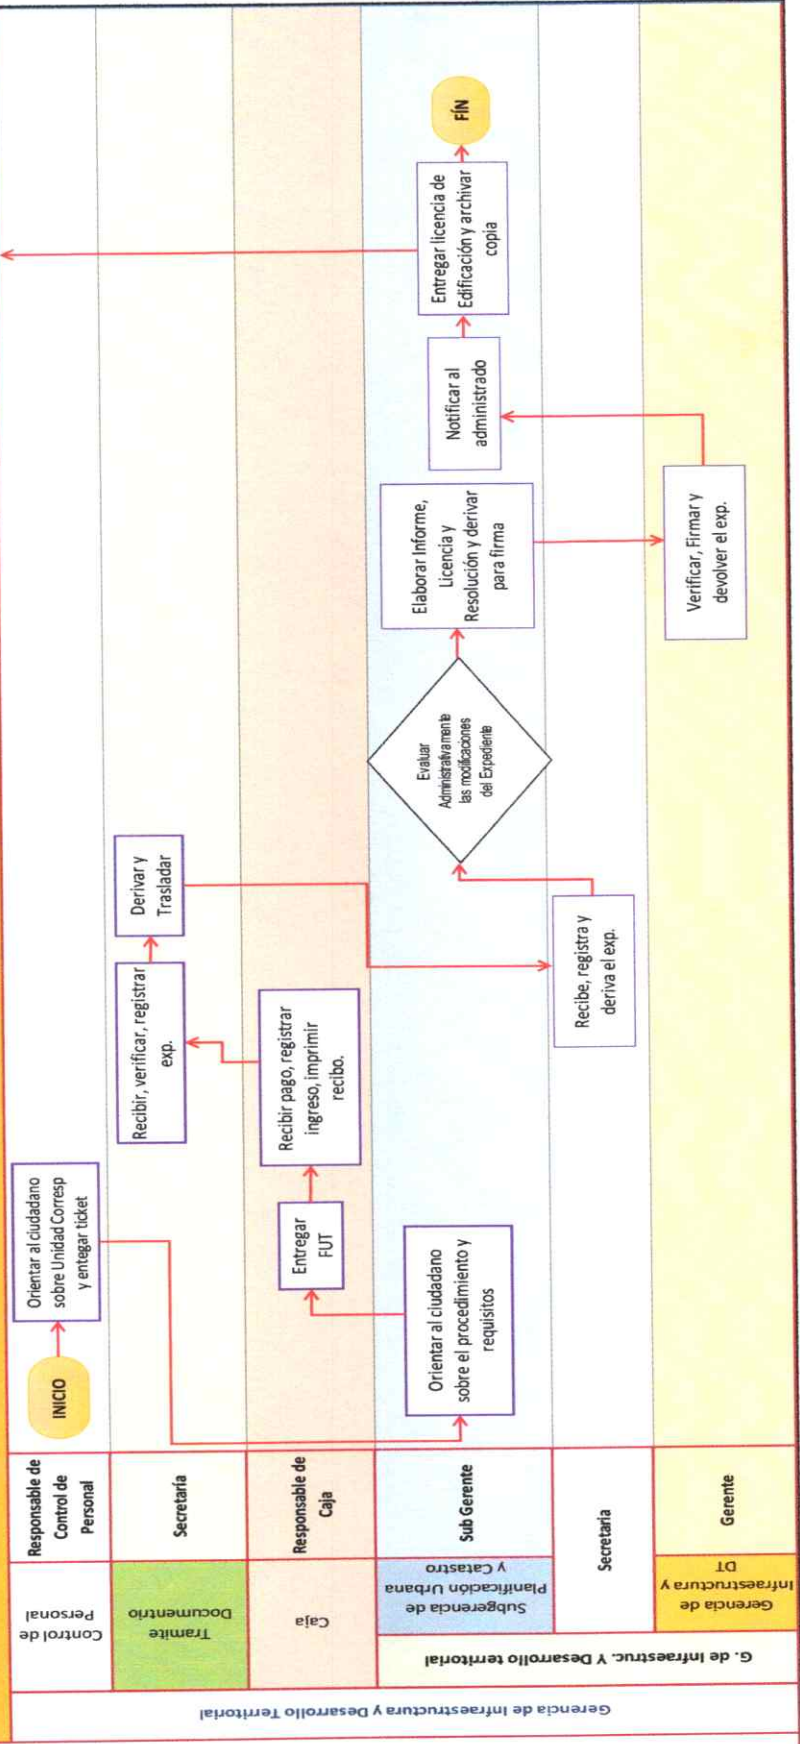 Gerencia de Infraestructura y Desarrollo Territorial
Control de
Personal
Responsable de
Control de
Personal
INICIO
Orientar al ciudadano
sobre Unidad Corresp
y entegar ticket
Tramite
Documentrio
Secretaría
Recibir, verificar, registrar
exp.
Derivar y
Trasladar
Caja
Responsable de
Caja
Entregar
FUT
Recibir pago, registrar
ingreso, imprimir
recibo.
G. de Infraestruc. Y Desarrollo territorial
Subgerencia de
Planificación Urbana
y Catastro
Sub Gerente
Orientar al ciudadano
sobre el procedimiento y
requisitos
Evaluar
Administrativamente
las modificaciones
del Expediente
Elaborar Informe,
Licencia y
Resolución y derivar
para firma
Notificar al
administrado
Entregar licencia de
Edificación y archivar
copia
FÍN
Secretaria
Recibe, registra y
deriva el exp.
Gerencia de
Infraestructura y
DT
Gerente
Verificar, Firmar y
devolver el exp.